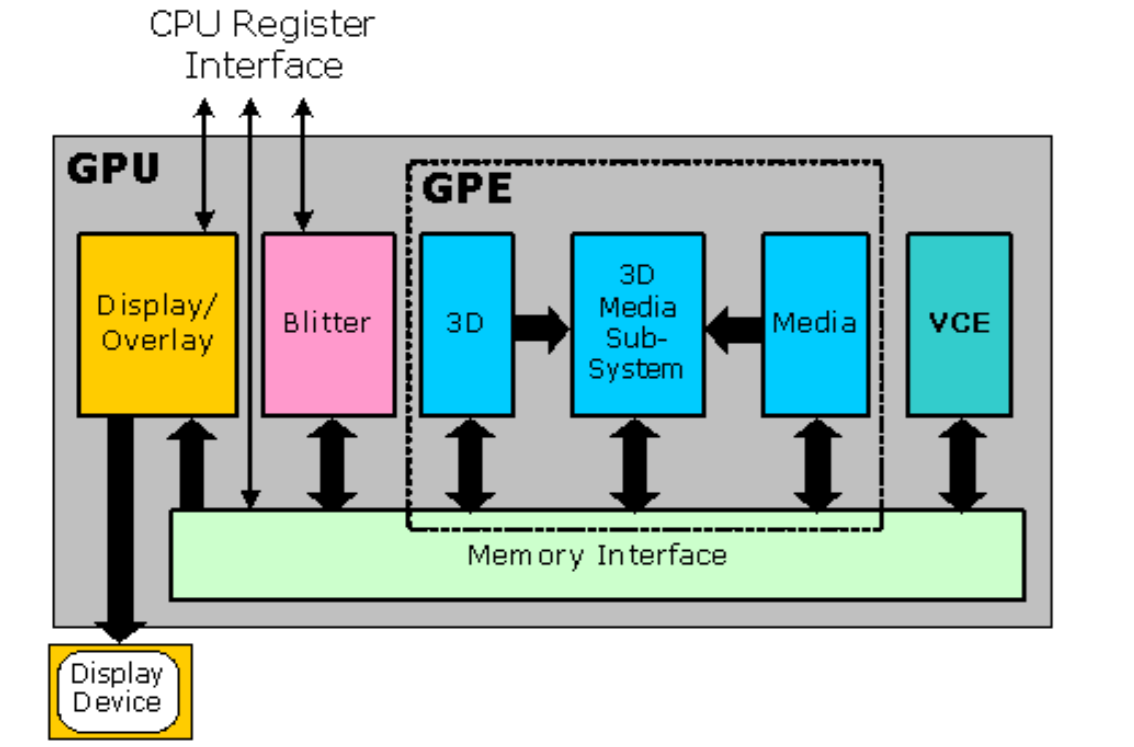 CPU Register
Interface
GPU
GPE
Display/
Overlay
Blitter
3D
3D
Media
Sub-
System
Media
VCE
Memory Interface
Display
Device